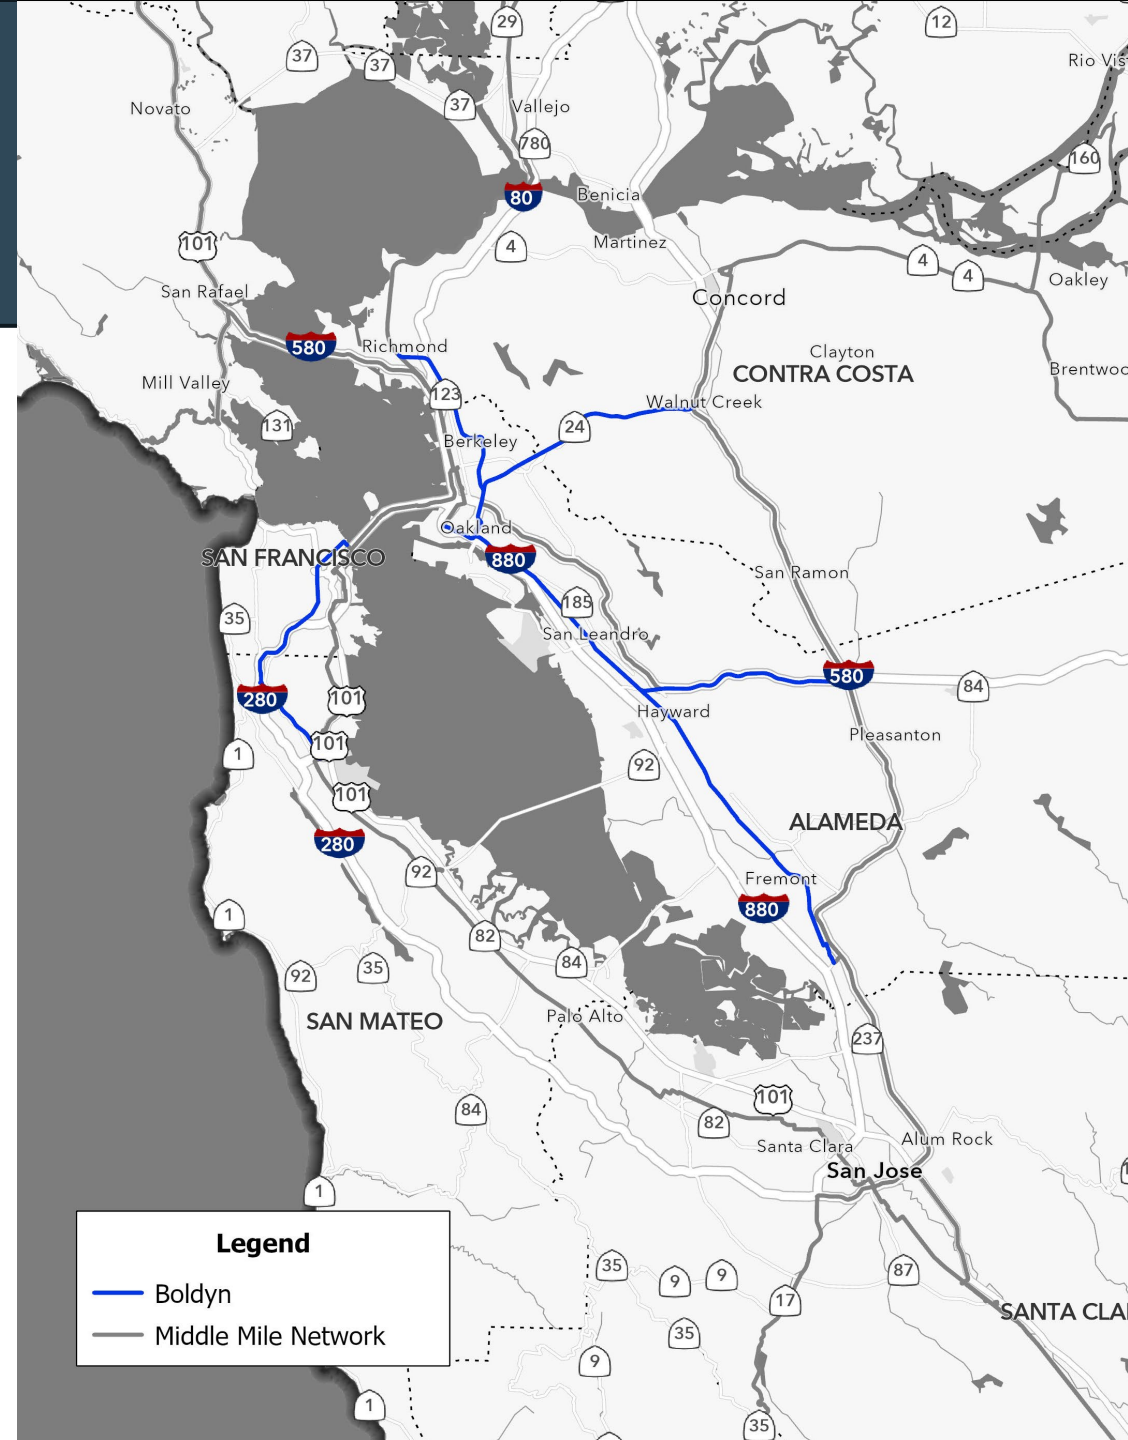 29
12
37
37
Rio Vis
37
Novato
Vallejo
780
160
80
Benicia
101
4
Martinez
4
4
Oakley
San Rafael
Concord
580
Richmond
Clayton
CONTRA COSTA
Brentwoo
Mill Valley
123
Walnut Creek
131
24
Berkeley
Oakland
SAN FRANCISCO
880
San Ramon
185
35
San Leandro
580
84
280
101
Hayward
Pleasanton
101
1
92
101
ALAMEDA
280
92
Fremont
880
1
82
84
35
92
Palo Alto
SAN MATEO
237
101
84
82
Alum Rock
Santa Clara
San Jose
1
1
Legend
Boldyn
Middle Mile Network
35
9
9
87
17
SANTA CLA
35
9
1
35